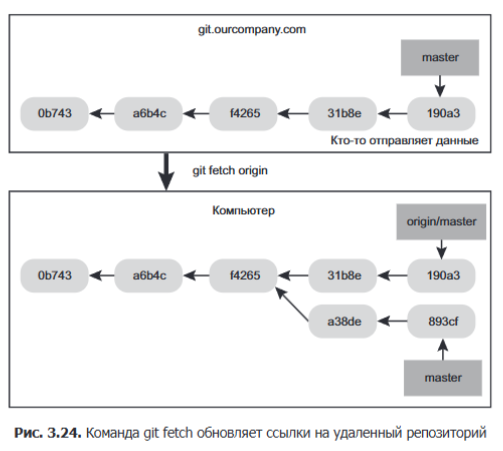 git.ourcompany.com
master
0b743 a6b4c f4265 31b8e 190a3
Кто-то отправляет данные
git fetch origin
Компьютер
origin/master
0b743 a6b4c f4265 31b8e 190a3
a38de 893cf
master
Рис. 3.24. Команда git fetch обновляет ссылки на удаленный репозиторий